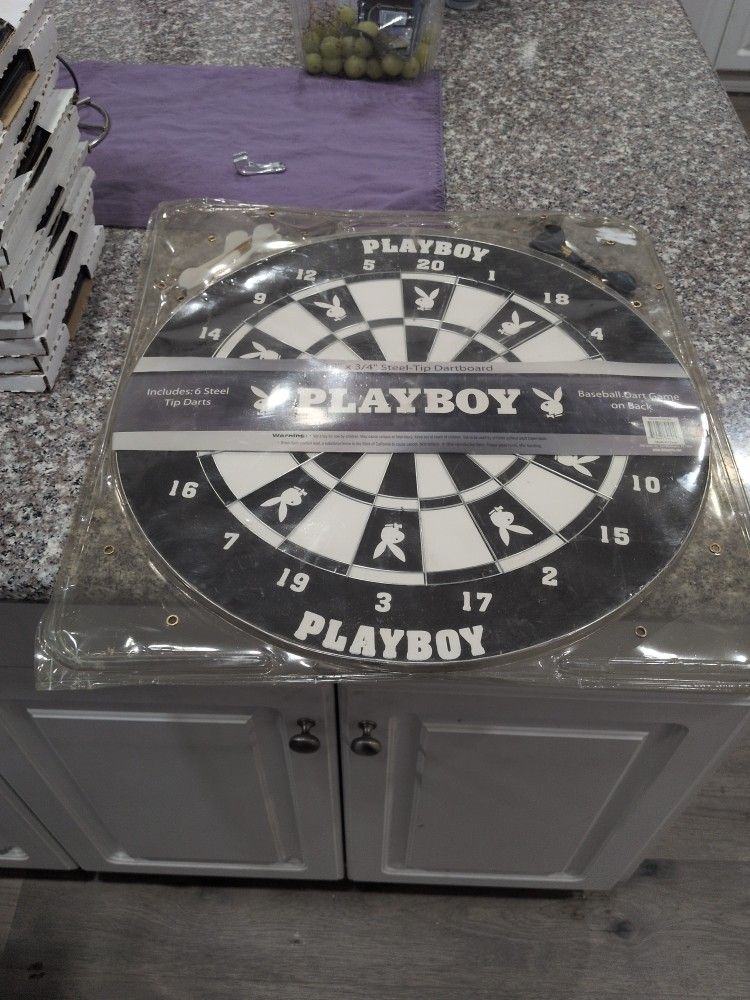 PLAYBOY
12 5 20 1
9 18
14 4
3/4" Steel-Tip Dartboard
Includes: 6 Steel
Tip Darts
PLAYBOY
Baseball Dart Game
on Back
Warning:
16 10
7 15
19 3 17 2
PLAYBOY